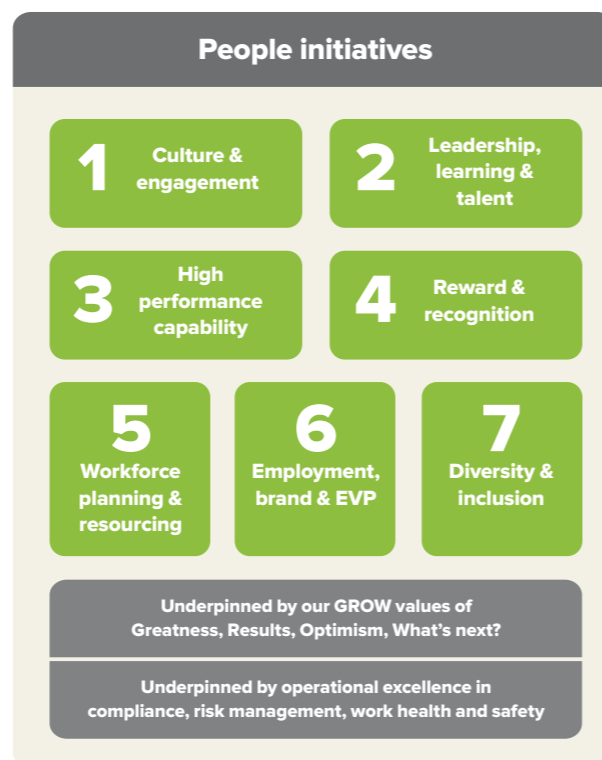 People initiatives
1
Culture &
engagement
2
Leadership,
learning &
talent
3
High
performance
capability
4
Reward &
recognition
5
Workforce
planning &
resourcing
6
Employment,
brand & EVP
7
Diversity &
inclusion
Underpinned by our GROW values of
Greatness, Results, Optimism, What’s next?
Underpinned by operational excellence in
compliance, risk management, work health and safety